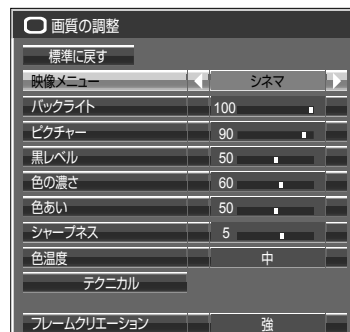 画質の調整
標準に戻す
映像メニュー シネマ
バックライト 100
ピクチャー 90
黒レベル 50
色の濃さ 60
色あい 50
シャープネス 5
色温度 中
テクニカル
フレームクリエーション 強